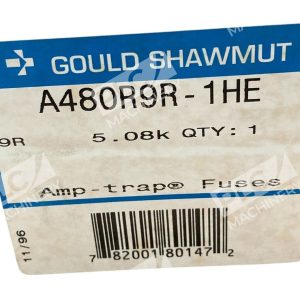 GOULD SHAWMUT
A480R9R-1HE
9R 5.08k QTY: 1
Amp-trap® Fuses
11/96
7 82001 80147 2